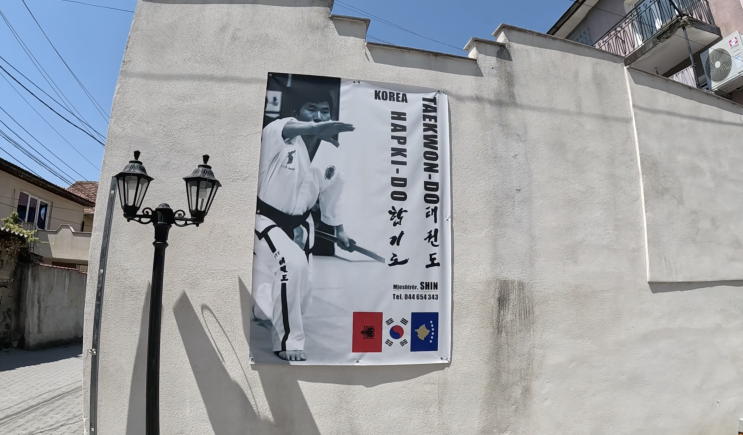 KOREA
TAEKWON-DO 태권도
HAPKI-DO 합기도
Mjeshtër. SHIN
Tel. 044 654 343